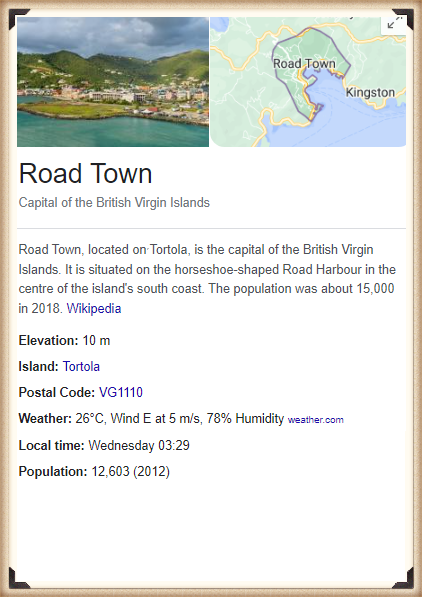 Road Town
Kingston
Road Town
Capital of the British Virgin Islands
Road Town, located on Tortola, is the capital of the British Virgin
Islands. It is situated on the horseshoe-shaped Road Harbour in the
centre of the island's south coast. The population was about 15,000
in 2018. Wikipedia
Elevation: 10 m
Island: Tortola
Postal Code: VG1110
Weather: 26°C, Wind E at 5 m/s, 78% Humidity weather.com
Local time: Wednesday 03:29
Population: 12,603 (2012)